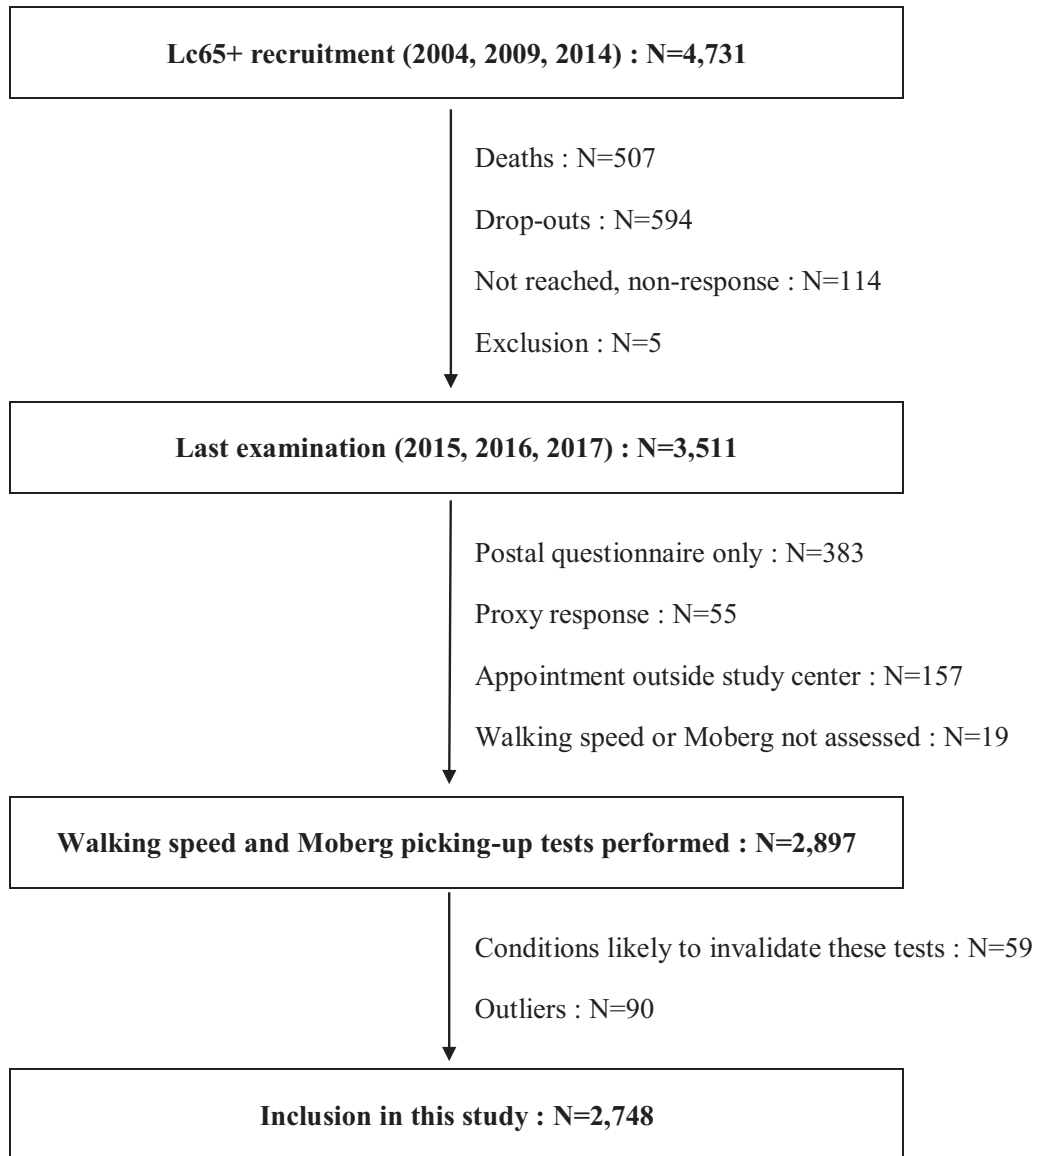 Lc65+ recruitment (2004, 2009, 2014) : N=4,731
Deaths : N=507
Drop-outs : N=594
Not reached, non-response : N=114
Exclusion : N=5
Last examination (2015, 2016, 2017) : N=3,511
Postal questionnaire only : N=383
Proxy response : N=55
Appointment outside study center : N=157
Walking speed or Moberg not assessed : N=19
Walking speed and Moberg picking-up tests performed : N=2,897
Conditions likely to invalidate these tests : N=59
Outliers : N=90
Inclusion in this study : N=2,748